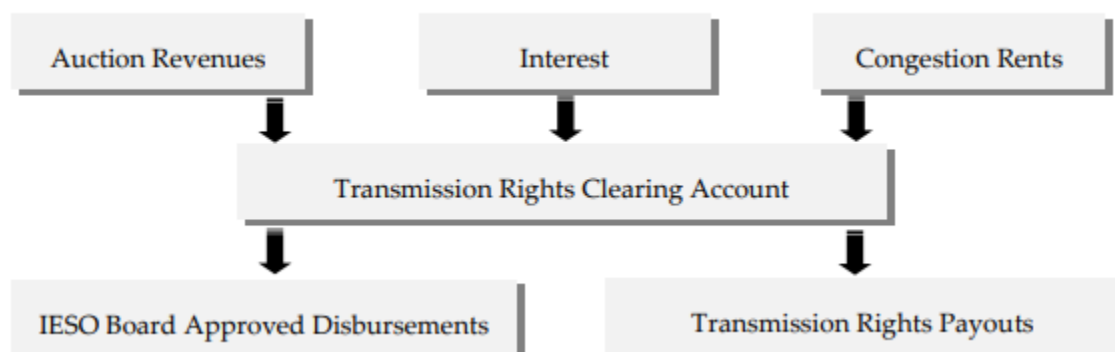 Auction Revenues
Interest
Congestion Rents
Transmission Rights Clearing Account
IESO Board Approved Disbursements
Transmission Rights Payouts